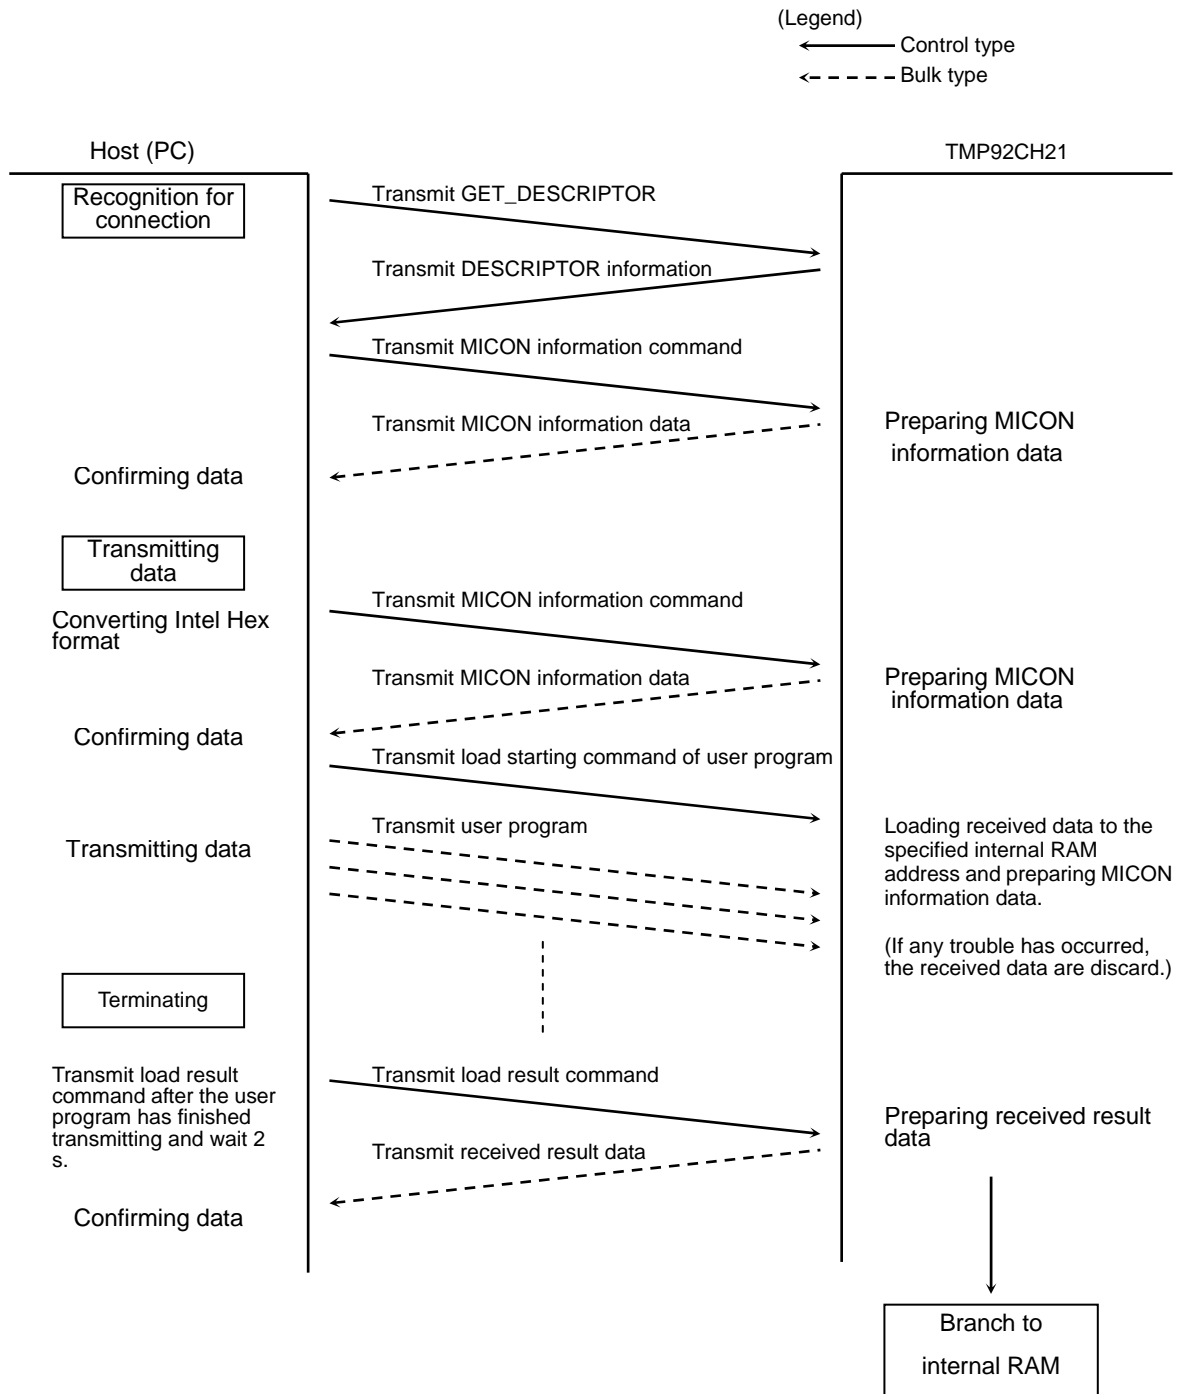 (Legend)
Control type
Bulk type
Host (PC)
TMP92CH21
Recognition for
connection
Transmit GET_DESCRIPTOR
Transmit DESCRIPTOR information
Transmit MICON information command
Transmit MICON information data
Preparing MICON
information data
Confirming data
Transmitting
data
Converting Intel Hex
format
Transmit MICON information command
Transmit MICON information data
Preparing MICON
information data
Confirming data
Transmit load starting command of user program
Transmitting data
Transmit user program
Loading received data to the
specified internal RAM
address and preparing MICON
information data.
(If any trouble has occurred,
the received data are discard.)
Terminating
Transmit load result
command after the user
program has finished
transmitting and wait 2
s.
Transmit load result command
Transmit received result data
Preparing received result
data
Confirming data
Branch to
internal RAM